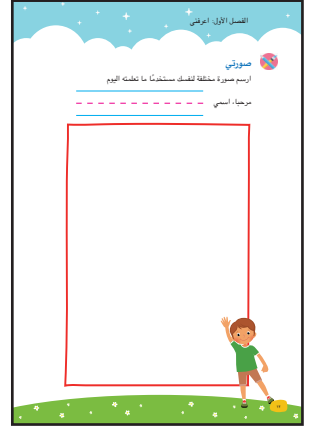 الفصل الأول: اعرفني
صورتي
ارسم صورة مختلفة لنفسك مستخدمًا ما تعلمته اليوم
مرحبا، اسمي